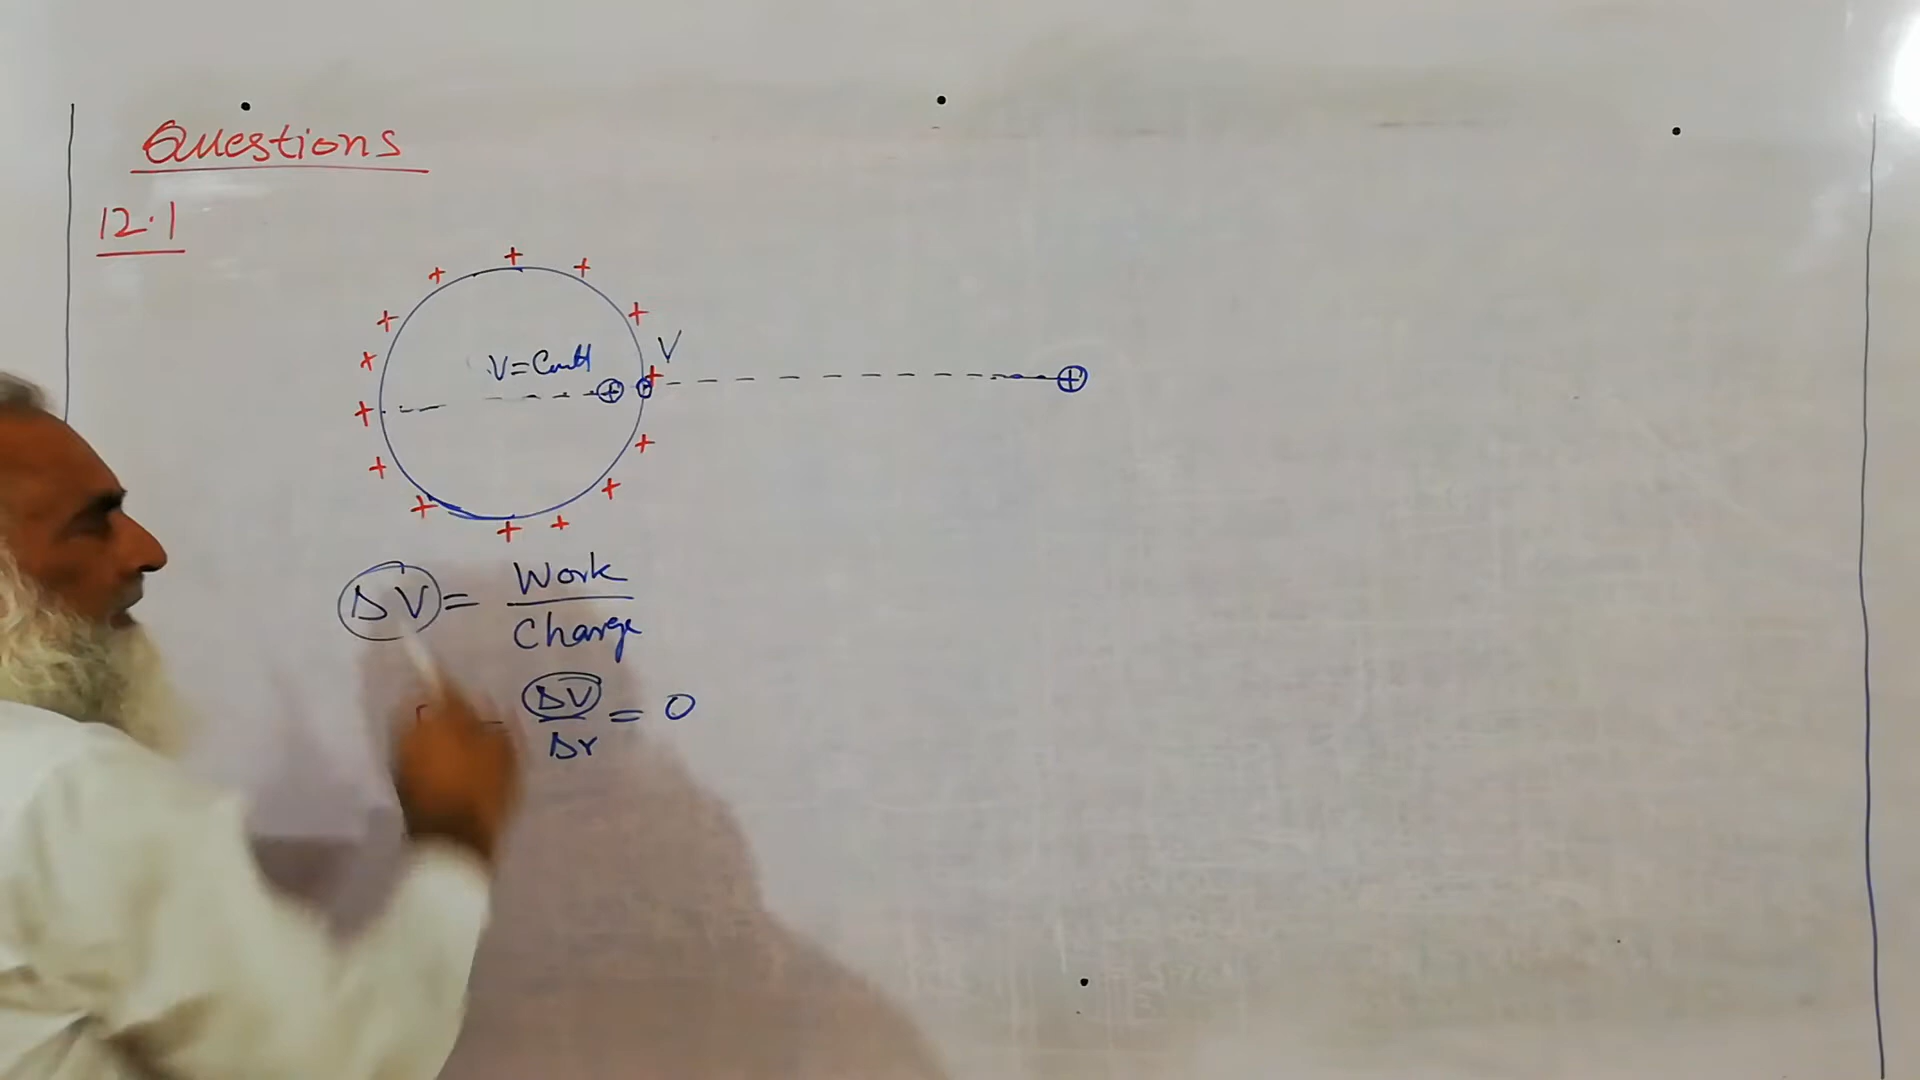 Questions
12.1
V
V = Const
ΔV = Work / Charge
- ΔV / Δr = 0